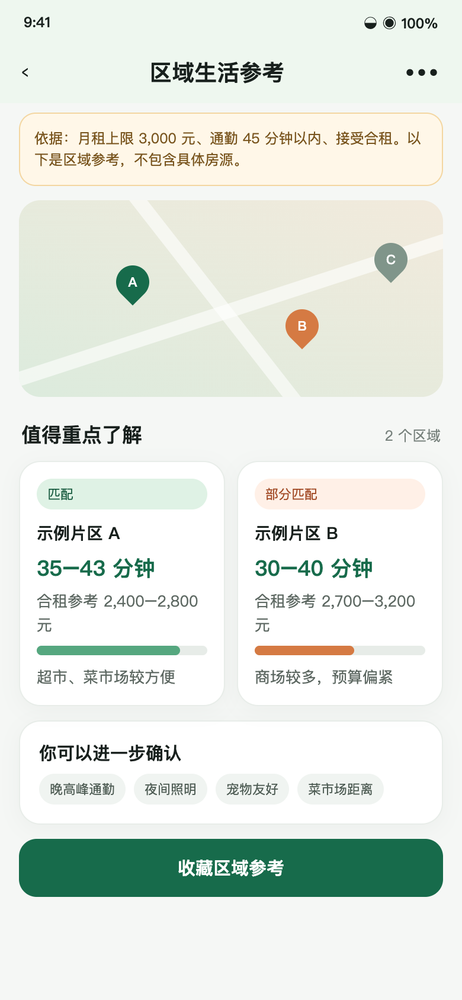 9:41
100%
区域生活参考
依据：月租上限 3,000 元、通勤 45 分钟以内、接受合租。以
下是区域参考，不包含具体房源。
A
B
C
值得重点了解
2 个区域
匹配
示例片区 A
35—43 分钟
合租参考 2,400—2,800
元
超市、菜市场较方便
部分匹配
示例片区 B
30—40 分钟
合租参考 2,700—3,200
元
商场较多，预算偏紧
你可以进一步确认
晚高峰通勤
夜间照明
宠物友好
菜市场距离
收藏区域参考